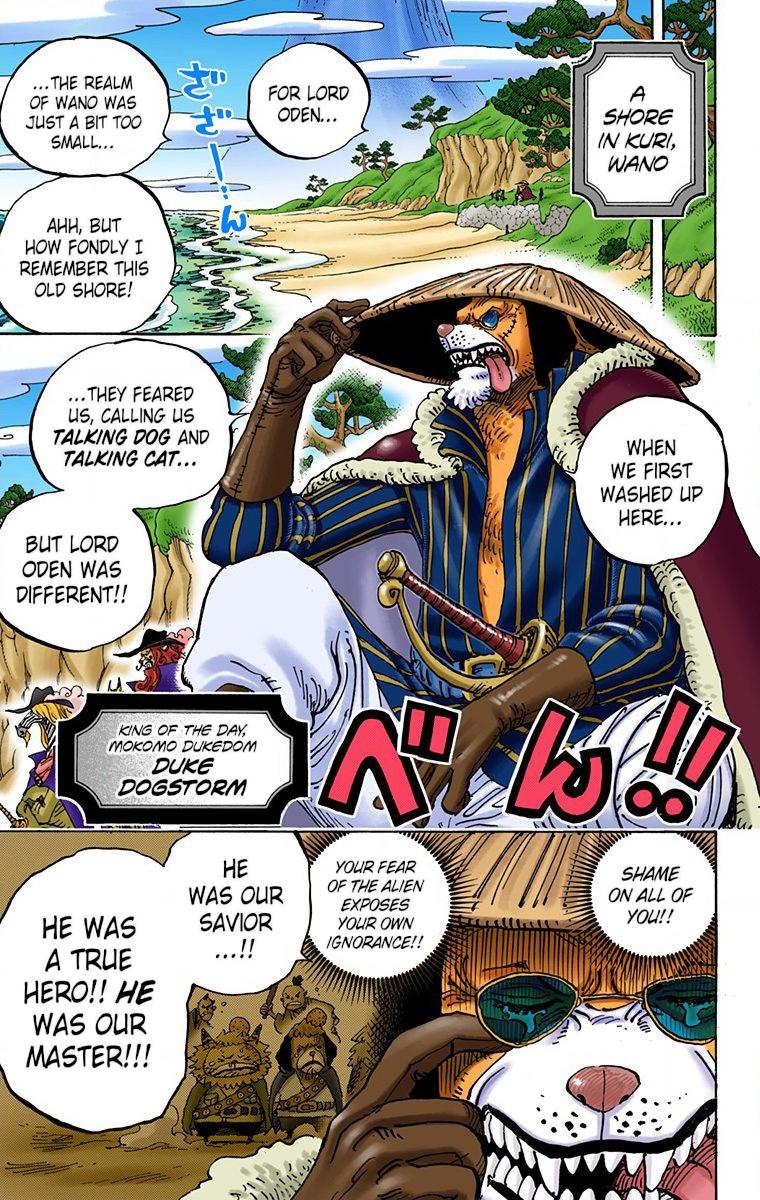 A
SHORE
IN KURI,
WANO
FOR LORD
ODEN...
ざざーん
...THE REALM
OF WANO WAS
JUST A BIT TOO
SMALL...
AHH, BUT
HOW FONDLY I
REMEMBER THIS
OLD SHORE!
WHEN
WE FIRST
WASHED UP
HERE...
...THEY FEARED
US, CALLING US
TALKING DOG AND
TALKING CAT...
BUT LORD
ODEN WAS
DIFFERENT!!
KING OF THE DAY,
MOKOMO DUKEDOM
DUKE
DOGSTORM
べん!!
SHAME
ON ALL OF
YOU!!
YOUR FEAR
OF THE ALIEN
EXPOSES
YOUR OWN
IGNORANCE!!
HE
WAS OUR
SAVIOR
...!!
HE WAS
A TRUE
HERO!! HE
WAS OUR
MASTER!!!